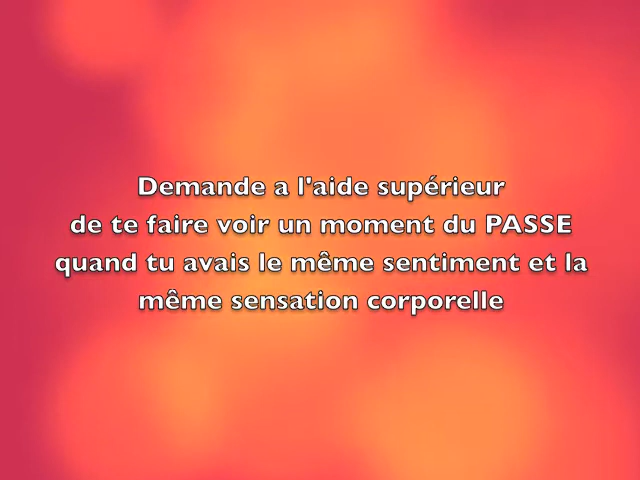 Demande a l'aide supérieur
de te faire voir un moment du PASSE
quand tu avais le même sentiment et la
même sensation corporelle